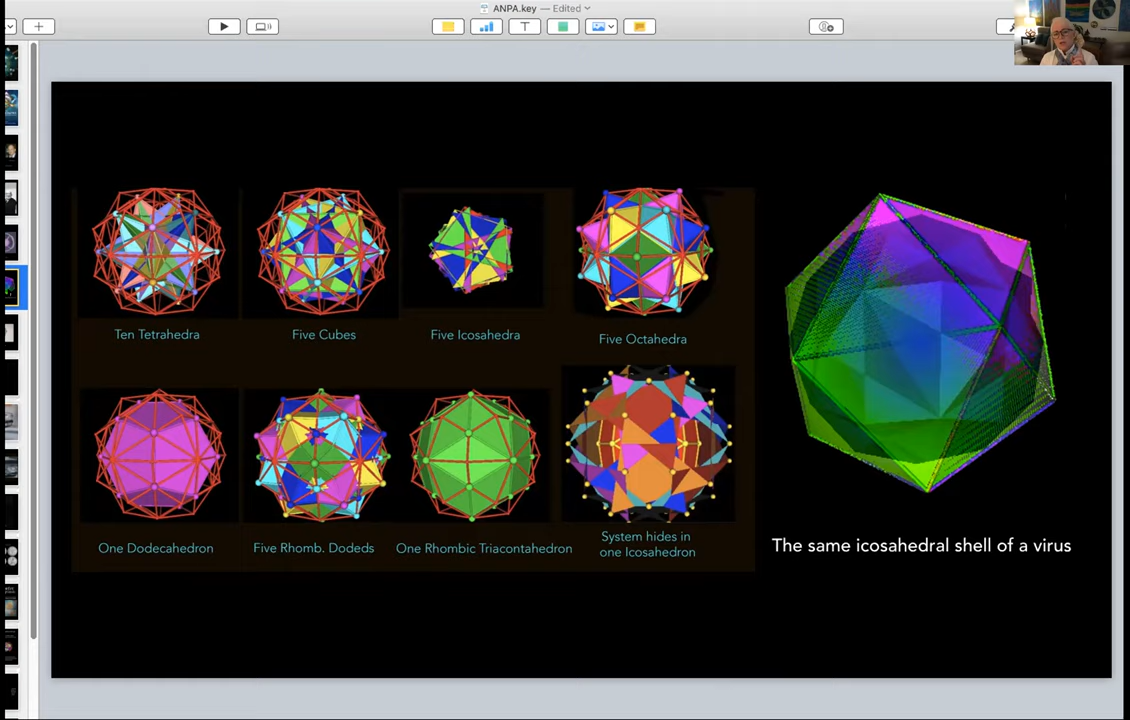 ANPA.key — Edited
Ten Tetrahedra
Five Cubes
Five Icosahedra
Five Octahedra
One Dodecahedron
Five Rhomb. Dodeds
One Rhombic Triacontahedron
System hides in
one Icosahedron
The same icosahedral shell of a virus